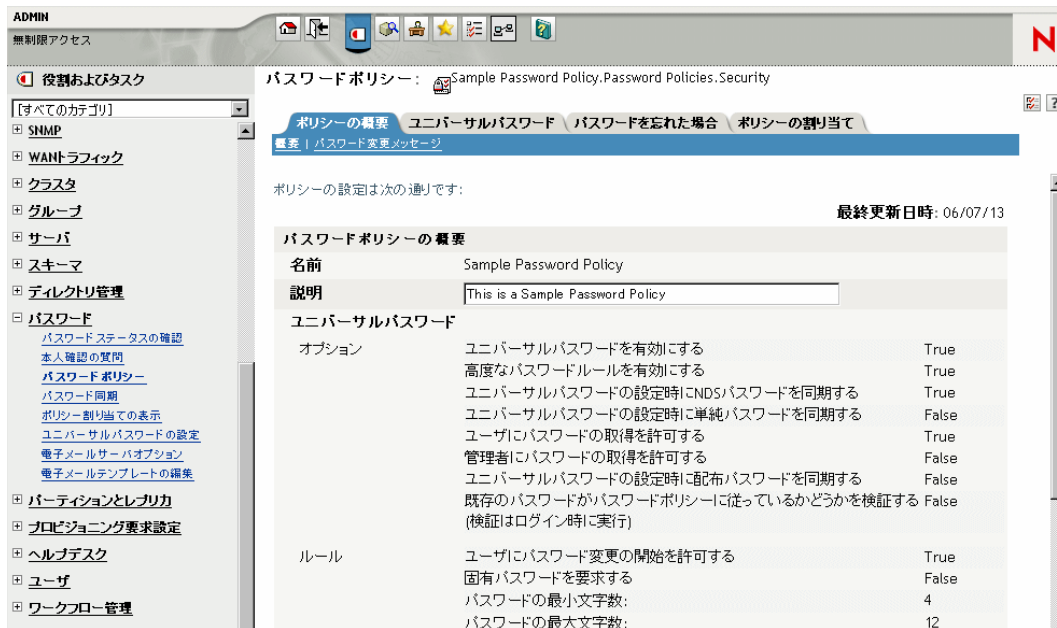 ADMIN
無制限アクセス
N
役割およびタスク
[すべてのカテゴリ]
SNMP
WANトラフィック
クラスタ
グループ
サーバ
スキーマ
ディレクトリ管理
パスワード
パスワードステータスの確認
本人確認の質問
パスワードポリシー
パスワード同期
ポリシー割り当ての表示
ユニバーサルパスワードの設定
電子メールサーバオプション
電子メールテンプレートの編集
パーティションとレプリカ
プロビジョニング要求設定
ヘルプデスク
ユーザ
ワークフロー管理
パスワードポリシー: Sample Password Policy.Password Policies.Security
ポリシーの概要 ユニバーサルパスワード パスワードを忘れた場合 ポリシーの割り当て
概要 | パスワード変更メッセージ
ポリシーの設定は次の通りです:
最終更新日時: 06/07/13
パスワードポリシーの概要
名前 Sample Password Policy
説明 This is a Sample Password Policy
ユニバーサルパスワード
オプション ユニバーサルパスワードを有効にする True
高度なパスワードルールを有効にする True
ユニバーサルパスワードの設定時にNDSパスワードを同期する True
ユニバーサルパスワードの設定時に単純パスワードを同期する False
ユーザにパスワードの取得を許可する True
管理者にパスワードの取得を許可する False
ユニバーサルパスワードの設定時に配布パスワードを同期する False
既存のパスワードがパスワードポリシーに従っているかどうかを検証する False
(検証はログイン時に実行)
ルール ユーザにパスワード変更の開始を許可する True
固有パスワードを要求する False
パスワードの最小文字数: 4
パスワードの最大文字数: 12